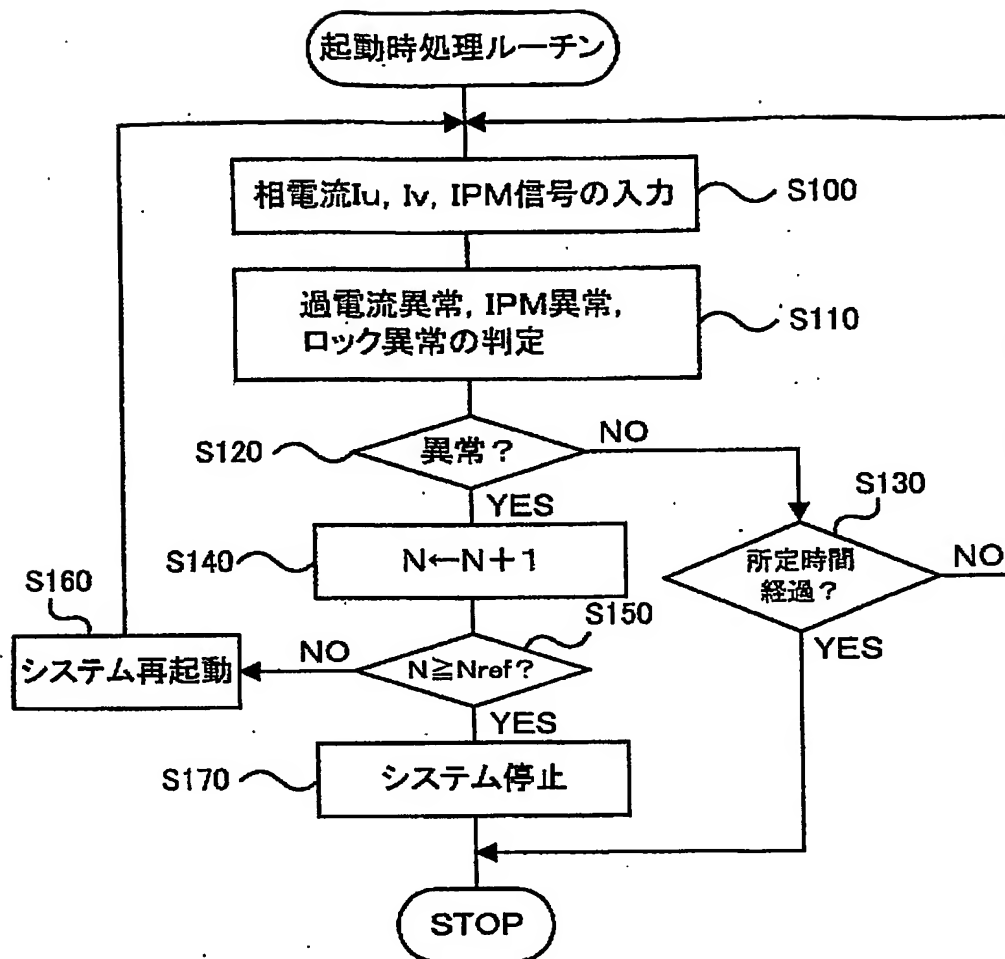 起動時処理ルーチン
相電流Iu, Iv, IPM信号の入力
S100
過電流異常, IPM異常,
ロック異常の判定
S110
S120
異常？
NO
YES
S130
所定時間
経過？
NO
YES
S140
N←N＋1
S150
N≧Nref？
NO
YES
S160
システム再起動
S170
システム停止
STOP